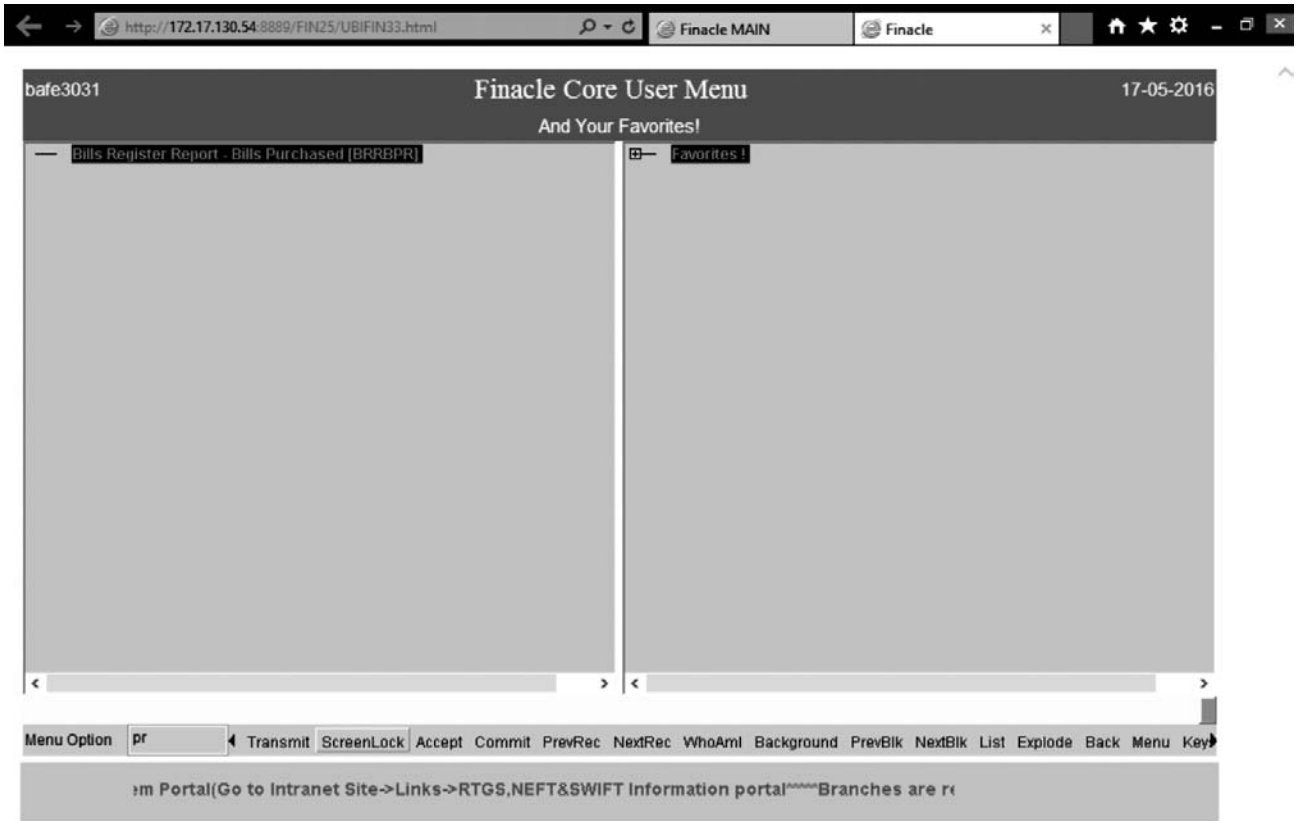 http://172.17.130.54:8889/FIN25/UBIFIN33.html
Finacle MAIN
Finacle
bafe3031
Finacle Core User Menu
17-05-2016
And Your Favorites!
Bills Register Report - Bills Purchased [BRRBPR]
Favorites !
Menu Option
pr
Transmit ScreenLock Accept Commit PrevRec NextRec WhoAmI Background PrevBlk NextBlk List Explode Back Menu Key
em Portal(Go to Intranet Site->Links->RTGS,NEFT&SWIFT Information portal^^^^^Branches are re